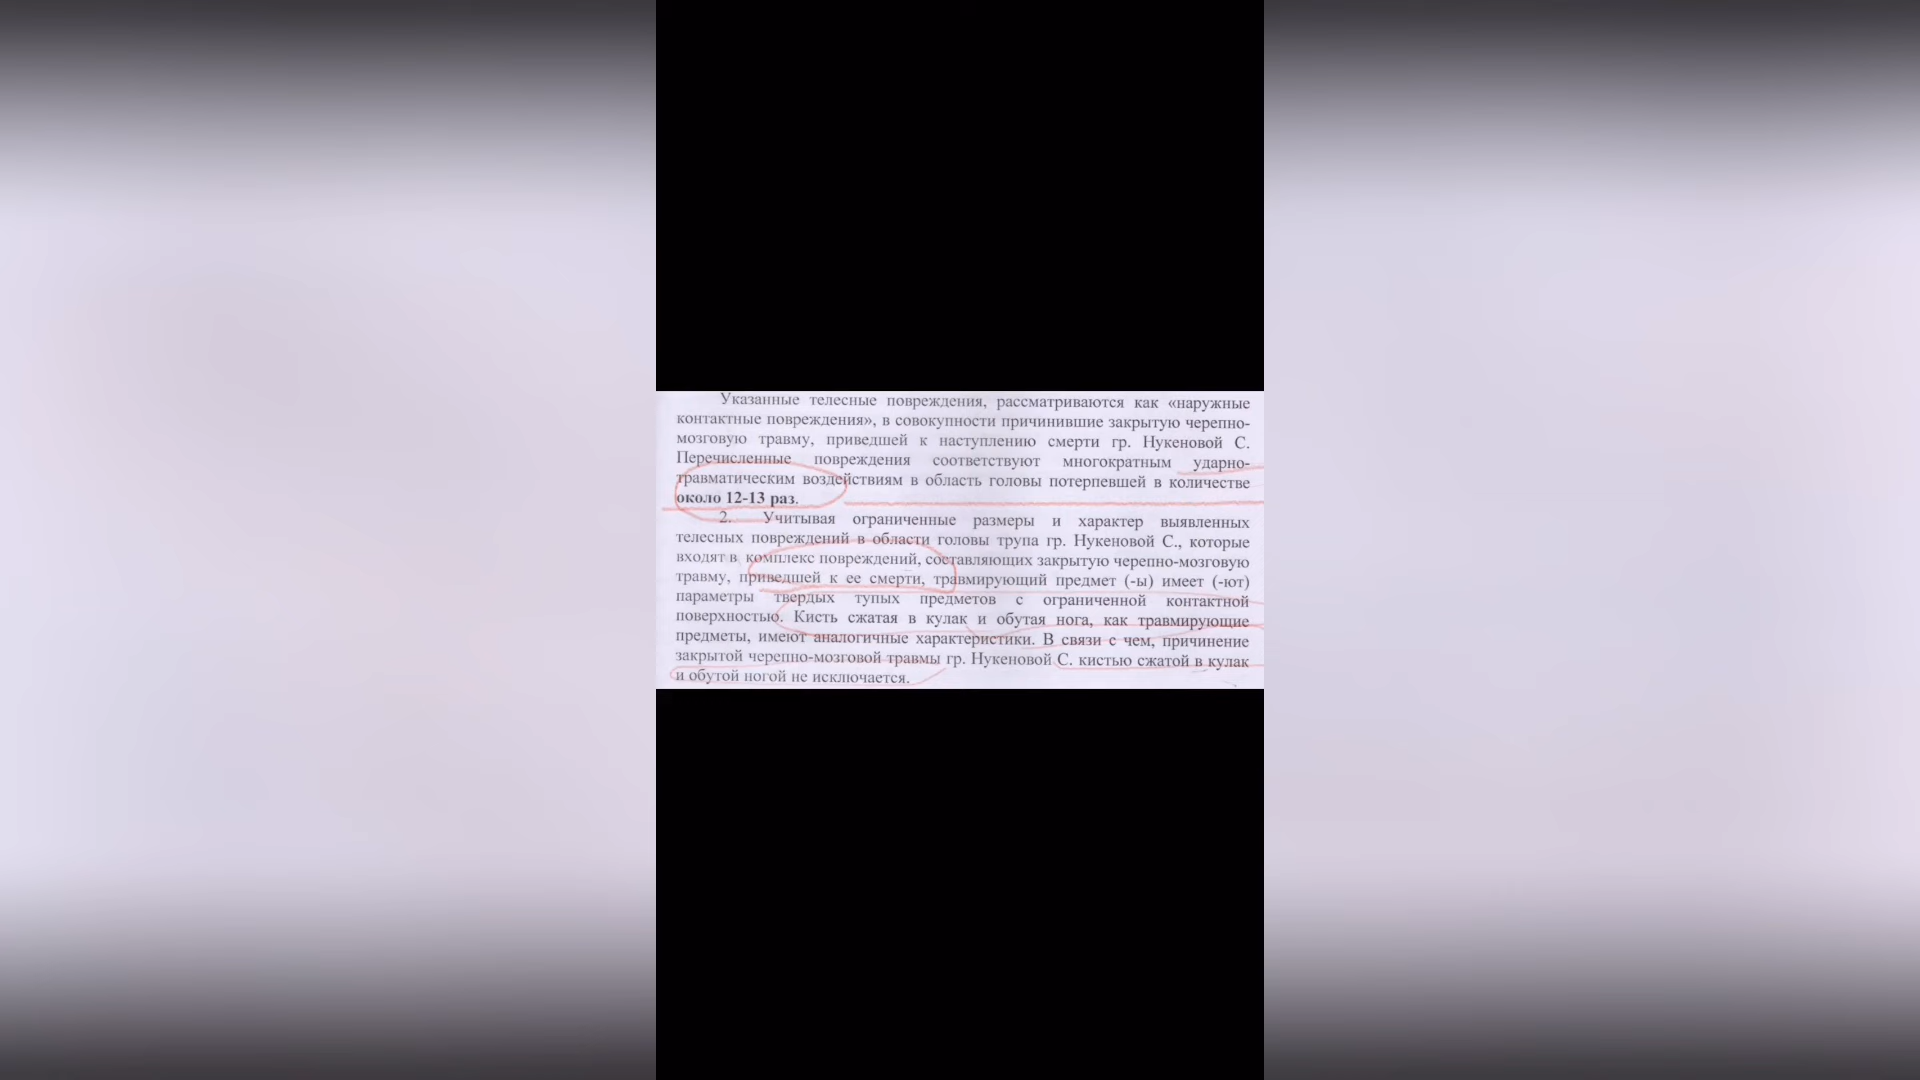 Указанные телесные повреждения, рассматриваются как «наружные
контактные повреждения», в совокупности причинившие закрытую черепно-
мозговую травму, приведшей к наступлению смерти гр. Нукеновой С.
Перечисленные повреждения соответствуют многократным ударно-
травматическим воздействиям в область головы потерпевшей в количестве
около 12-13 раз.
2. Учитывая ограниченные размеры и характер выявленных
телесных повреждений в области головы трупа гр. Нукеновой С., которые
входят в комплекс повреждений, составляющих закрытую черепно-мозговую
травму, приведшей к ее смерти, травмирующий предмет (-ы) имеет (-ют)
параметры твердых тупых предметов с ограниченной контактной
поверхностью. Кисть сжатая в кулак и обутая нога, как травмирующие
предметы, имеют аналогичные характеристики. В связи с чем, причинение
закрытой черепно-мозговой травмы гр. Нукеновой С. кистью сжатой в кулак
и обутой ногой не исключается.